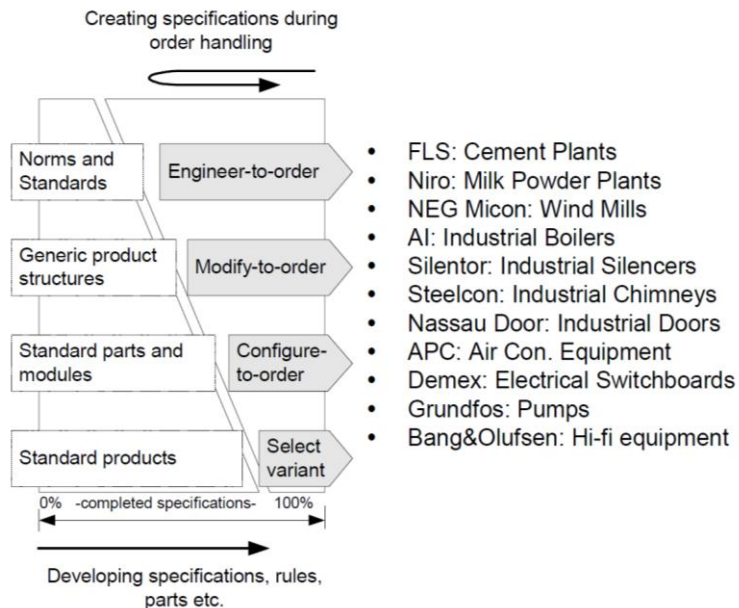 Creating specifications during
order handling
Norms and
Standards
Engineer-to-order
Generic product
structures
Modify-to-order
Standard parts and
modules
Configure-
to-order
Standard products
Select
variant
0% -completed specifications- 100%
Developing specifications, rules,
parts etc.
• FLS: Cement Plants
• Niro: Milk Powder Plants
• NEG Micon: Wind Mills
• AI: Industrial Boilers
• Silentor: Industrial Silencers
• Steelcon: Industrial Chimneys
• Nassau Door: Industrial Doors
• APC: Air Con. Equipment
• Demex: Electrical Switchboards
• Grundfos: Pumps
• Bang&Olufsen: Hi-fi equipment